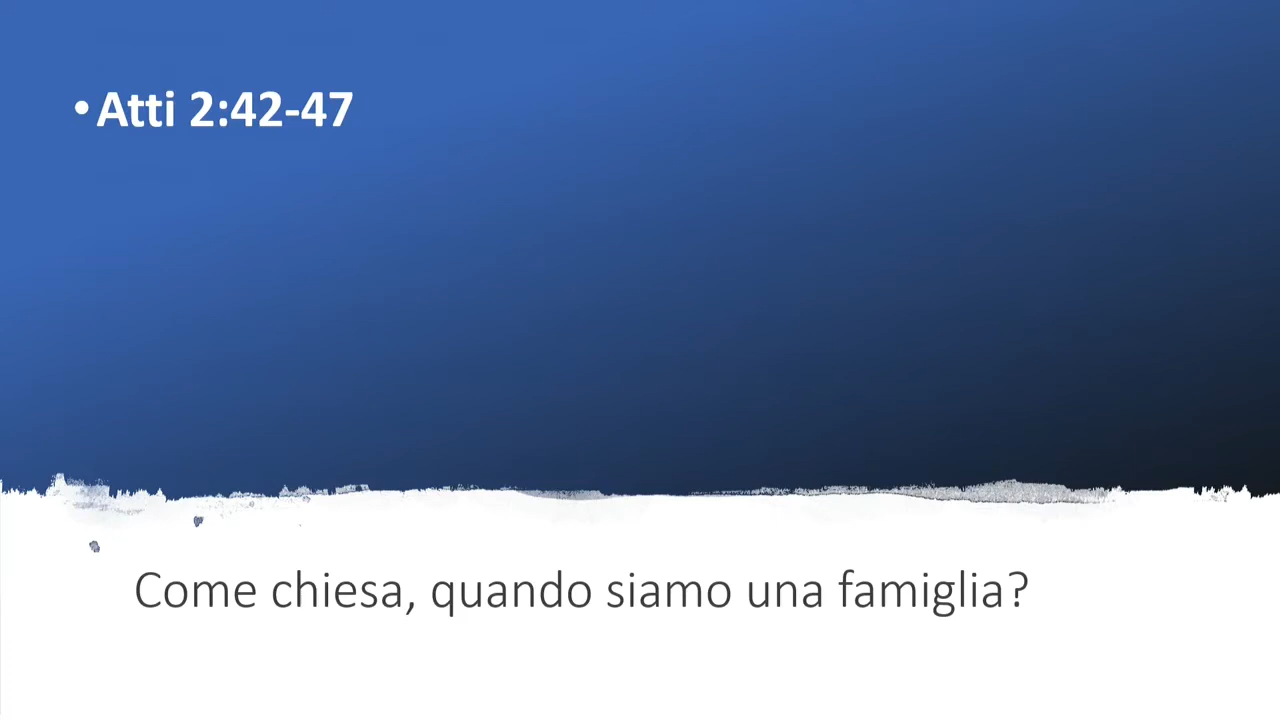 • Atti 2:42-47
Come chiesa, quando siamo una famiglia?